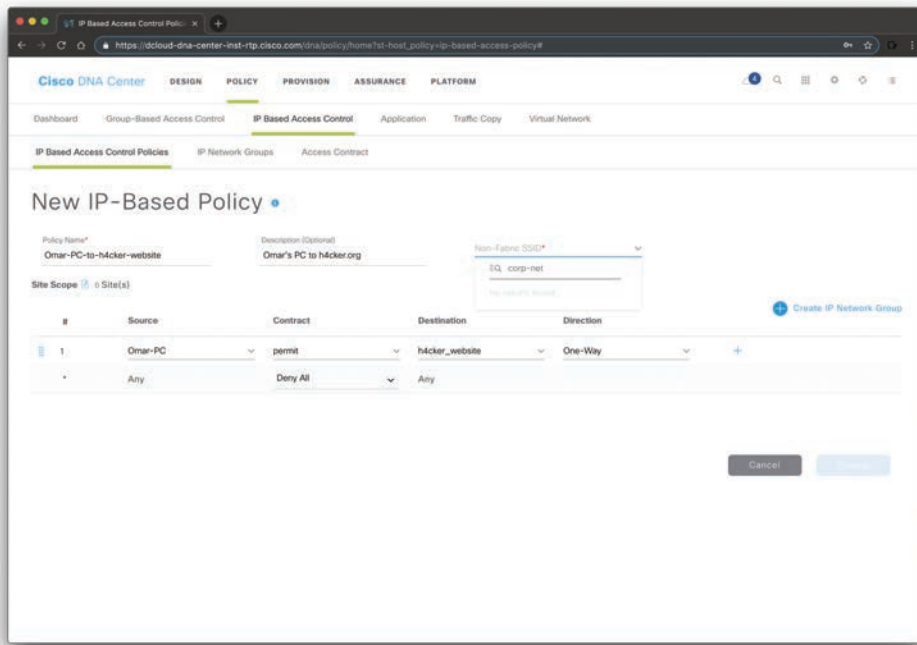 IP Based Access Control Polic
https://dcloud-dna-center-inst-rtp.cisco.com/dna/policy/home?st-host_policy=ip-based-access-policy#
Cisco DNA Center DESIGN POLICY PROVISION ASSURANCE PLATFORM 4
Dashboard Group-Based Access Control IP Based Access Control Application Traffic Copy Virtual Network
IP Based Access Control Policies IP Network Groups Access Contract
New IP-Based Policy
Policy Name* Description (Optional) Non-Fabric SSID*
Omar-PC-to-h4cker-website Omar's PC to h4cker.org
corp-net
Site Scope 0 Site(s) No results found
Create IP Network Group
# Source Contract Destination Direction
1 Omar-PC permit h4cker_website One-Way
* Any Deny All Any
Cancel